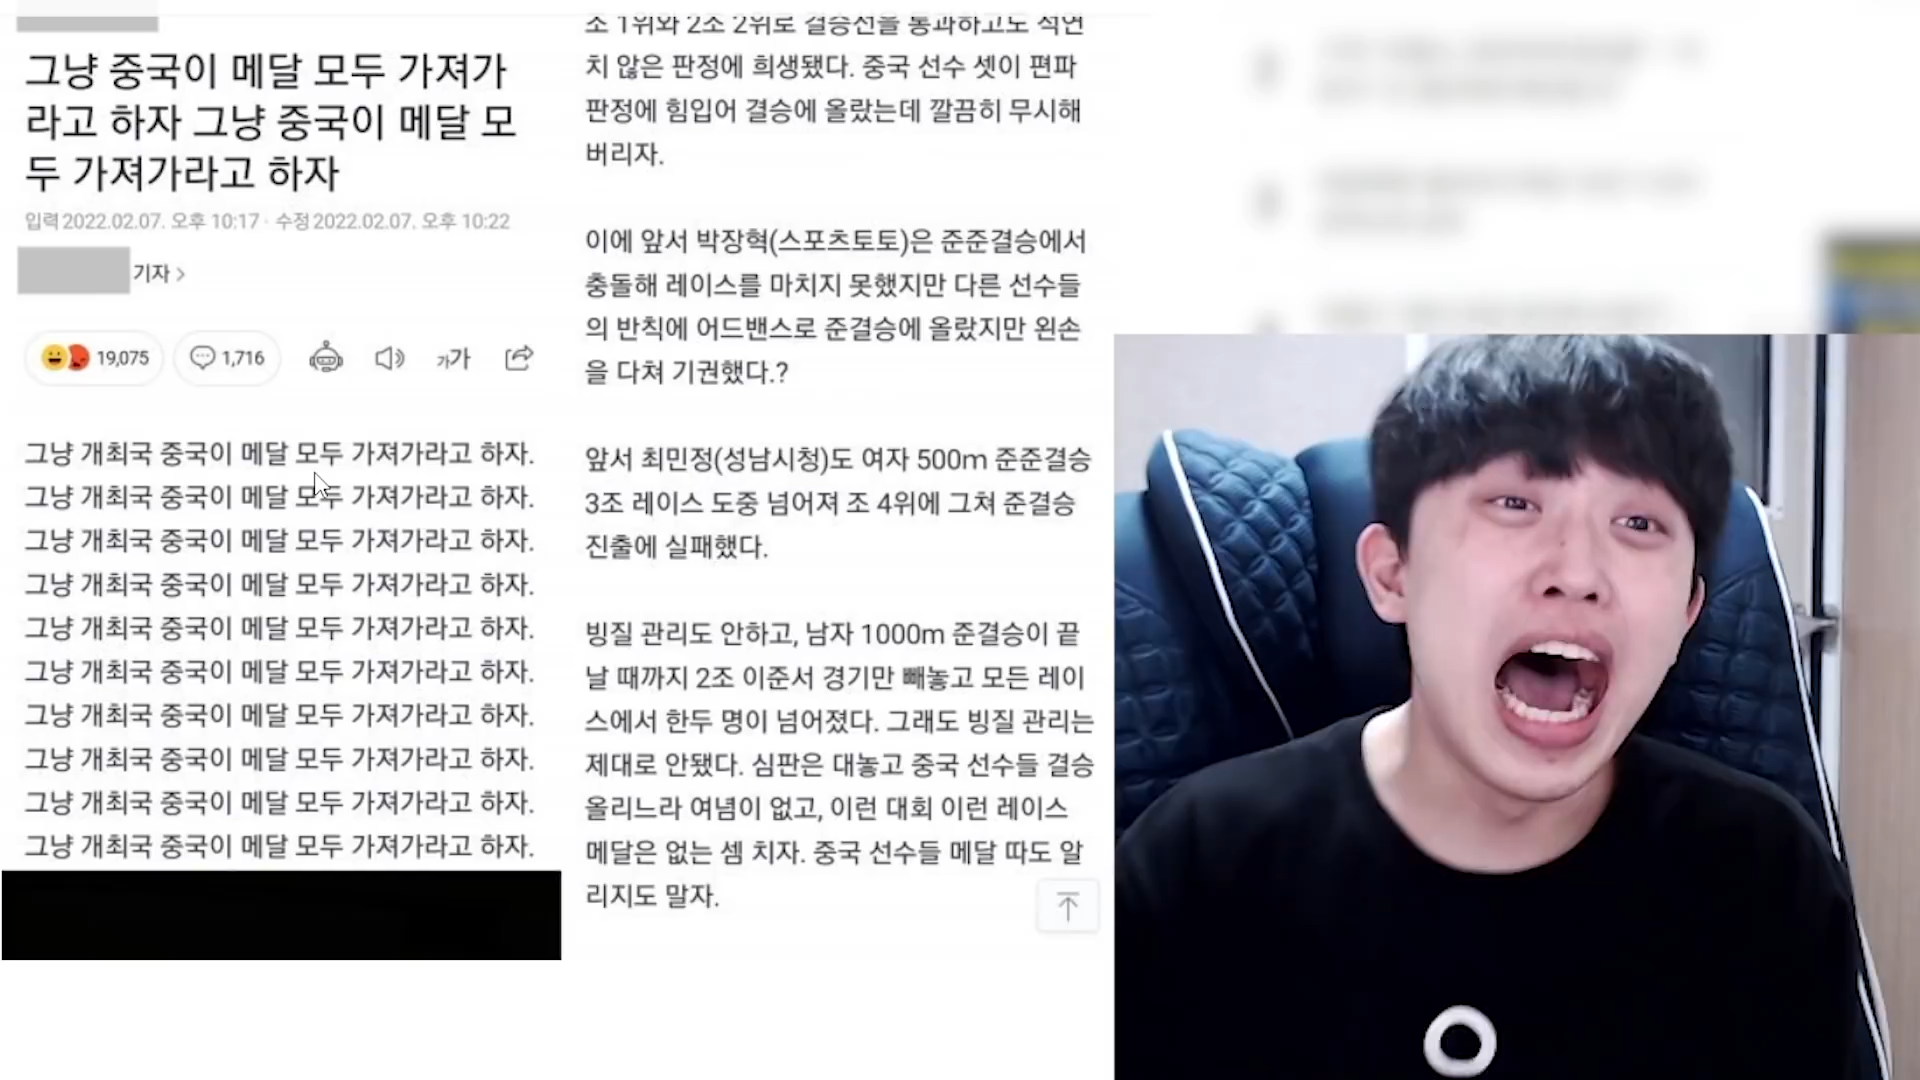 그냥 중국이 메달 모두 가져가
라고 하자 그냥 중국이 메달 모
두 가져가라고 하자
입력 2022.02.07. 오후 10:17 · 수정 2022.02.07. 오후 10:22
기자 >
19,075 1,716 가가
그냥 개최국 중국이 메달 모두 가져가라고 하자.
그냥 개최국 중국이 메달 모두 가져가라고 하자.
그냥 개최국 중국이 메달 모두 가져가라고 하자.
그냥 개최국 중국이 메달 모두 가져가라고 하자.
그냥 개최국 중국이 메달 모두 가져가라고 하자.
그냥 개최국 중국이 메달 모두 가져가라고 하자.
그냥 개최국 중국이 메달 모두 가져가라고 하자.
그냥 개최국 중국이 메달 모두 가져가라고 하자.
그냥 개최국 중국이 메달 모두 가져가라고 하자.
그냥 개최국 중국이 메달 모두 가져가라고 하자.
조 1위와 2조 2위로 결승선을 통과하고도 석연
치 않은 판정에 희생됐다. 중국 선수 셋이 편파
판정에 힘입어 결승에 올랐는데 깔끔히 무시해
버리자.
이에 앞서 박장혁(스포츠토토)은 준준결승에서
충돌해 레이스를 마치지 못했지만 다른 선수들
의 반칙에 어드밴스로 준결승에 올랐지만 왼손
을 다쳐 기권했다.?
앞서 최민정(성남시청)도 여자 500m 준준결승
3조 레이스 도중 넘어져 조 4위에 그쳐 준결승
진출에 실패했다.
빙질 관리도 안하고, 남자 1000m 준결승이 끝
날 때까지 2조 이준서 경기만 빼놓고 모든 레이
스에서 한두 명이 넘어졌다. 그래도 빙질 관리는
제대로 안됐다. 심판은 대놓고 중국 선수들 결승
올리느라 여념이 없고, 이런 대회 이런 레이스
메달은 없는 셈 치자. 중국 선수들 메달 따도 알
리지도 말자.